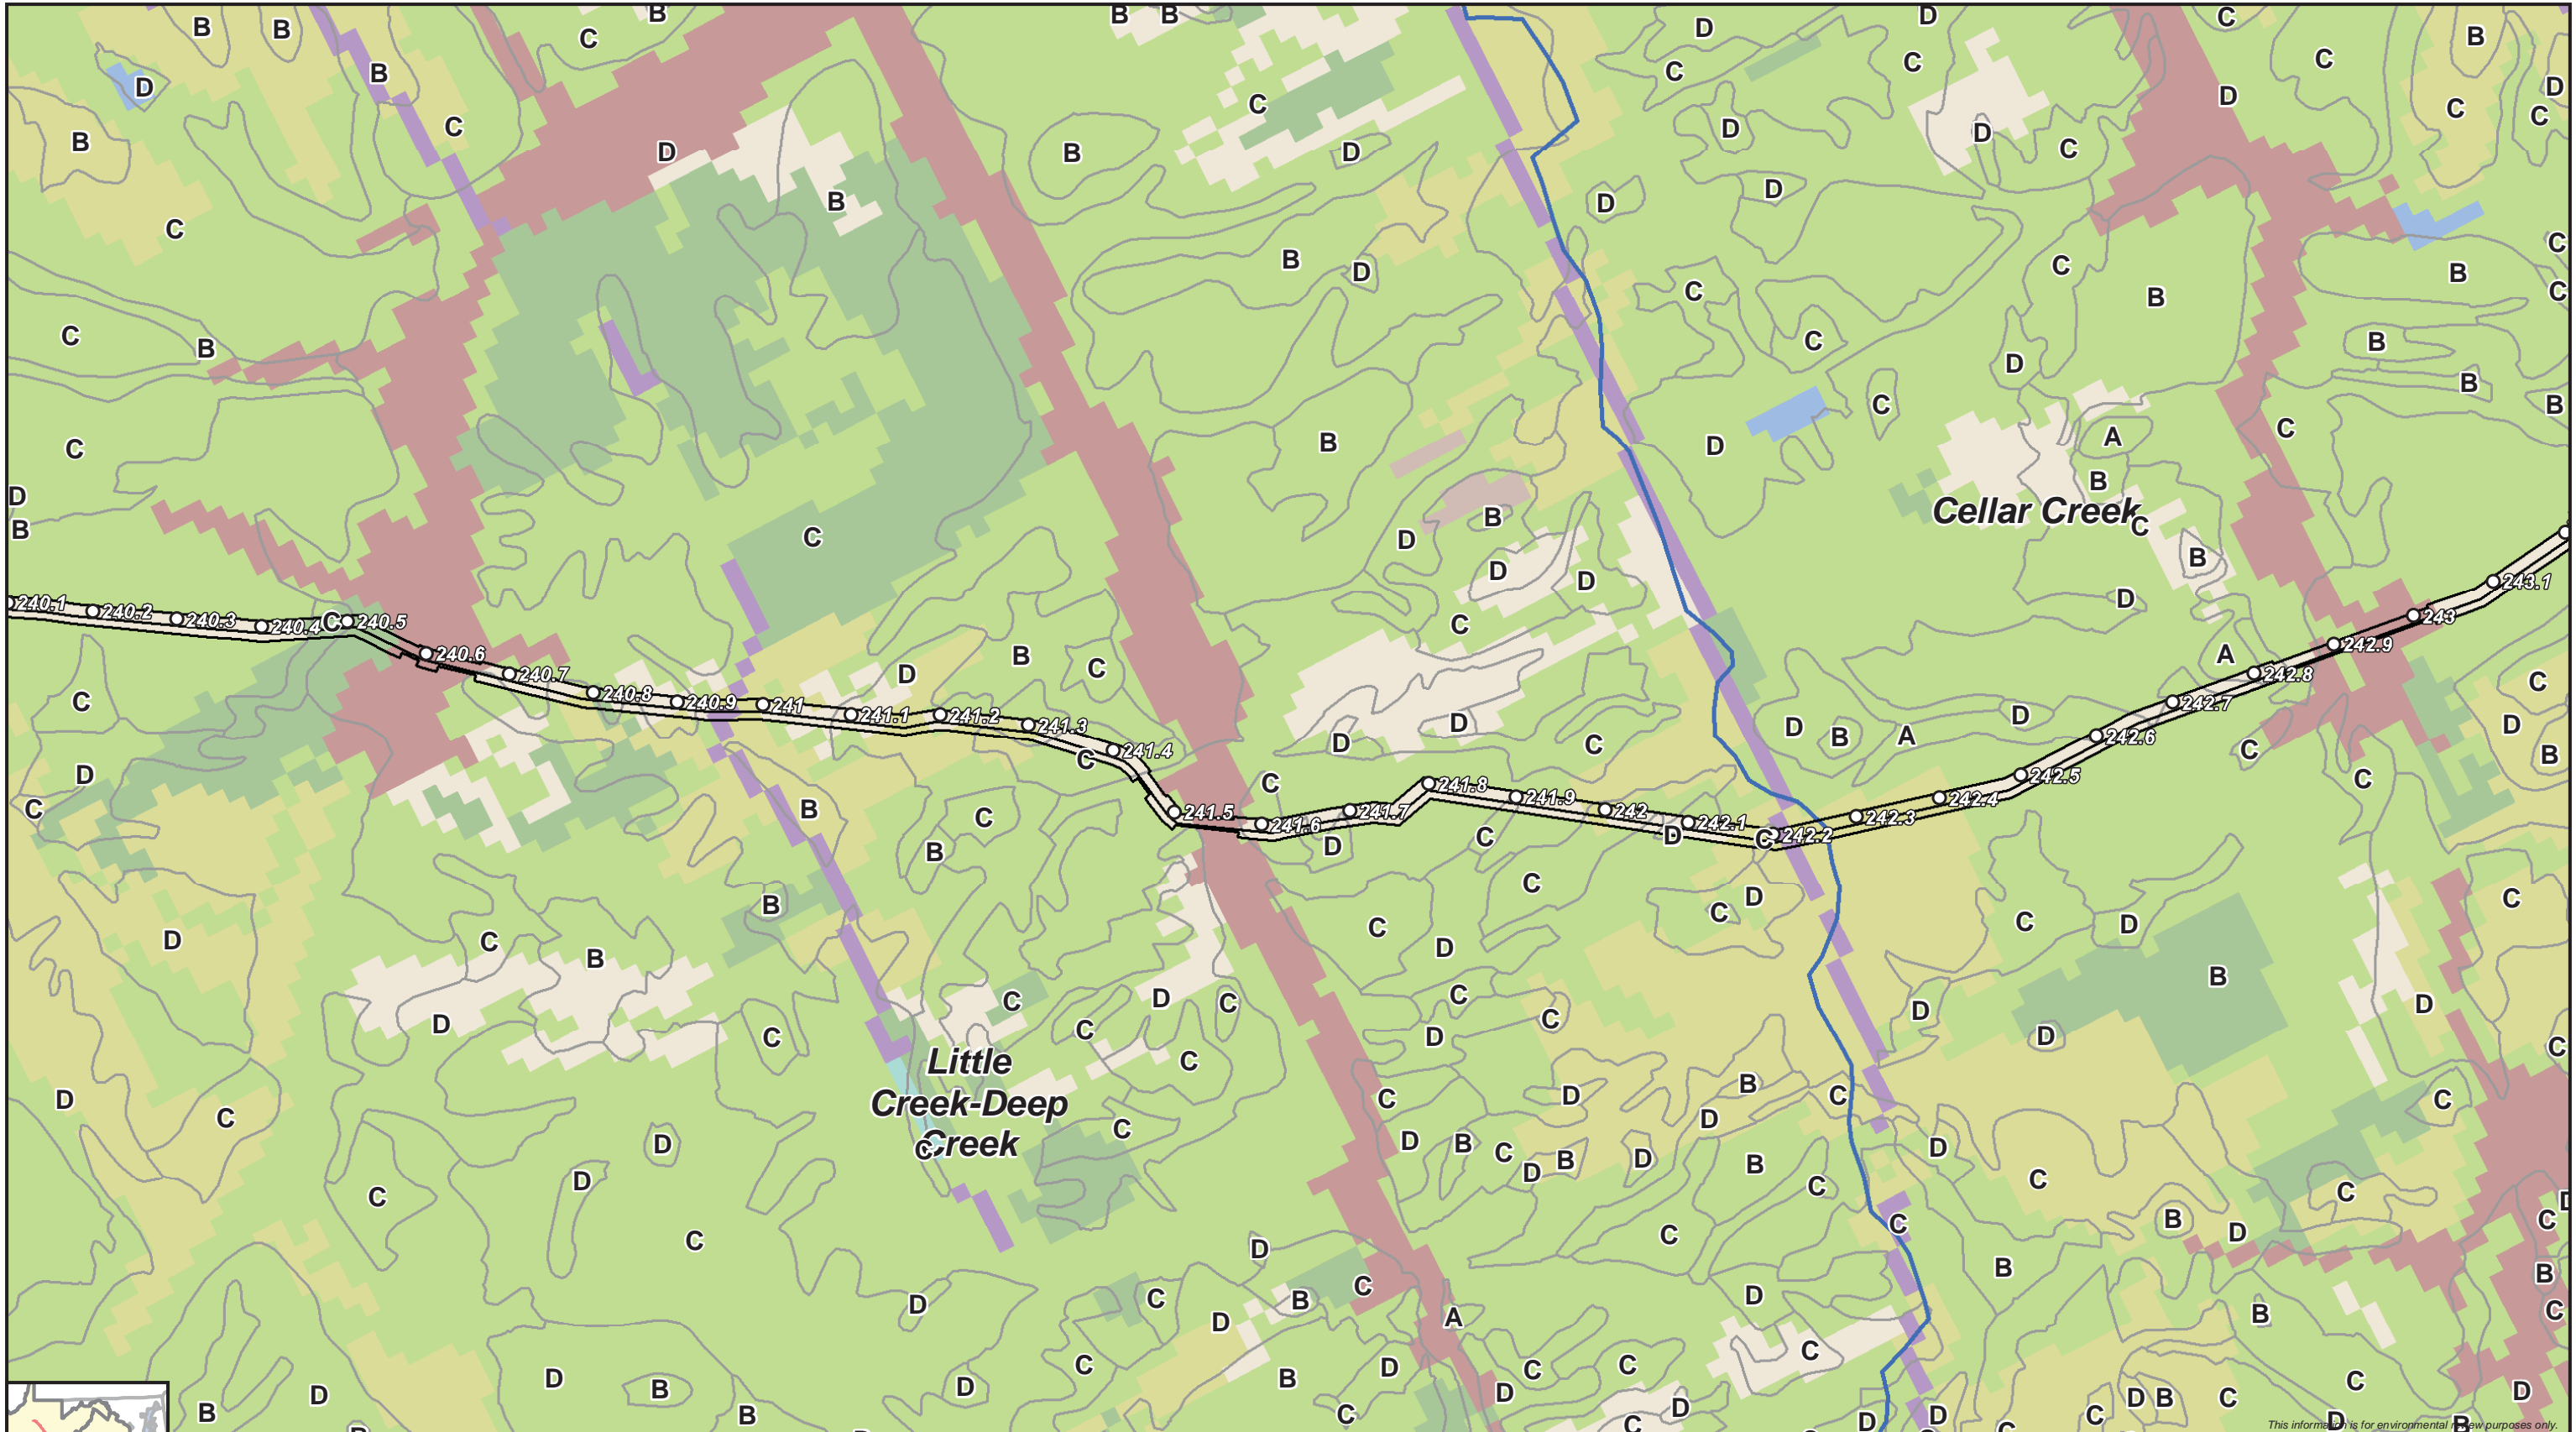 B B B B B D D C B
C C D C C
D B B C D C D
C D D C
B D B D D C
C B D D
B D C C B C
C C B B
C B C D B
C B D C B A C B
D C B D B Cellar Creek C
B C D D D B
240.1 240.2 240.3 240.4 C 240.5 C D 243.1
240.6 240.7 B C D A 242.9 243
C 240.8 240.9 241 241.1 241.2 241.3 D 242.7 242.8 C
D 241.4 C D C D B A D 242.6 C D B
C B C 241.5 C 241.6 241.7 241.8 241.9 242 242.1 242.2 242.3 242.4 242.5 C
B D C D C
B C C D D C C D C
D C B D B
D C D C C D C D D
C C D C
Little
D C Creek-Deep C D B C C
D C Creek C D B C D B D B C D D
C D C C C B
C D C C B D C
D C B C A D B B C
D B D C B D C C C C
B D B C D C D D D C D B C D
This information is for environmental review purposes only.